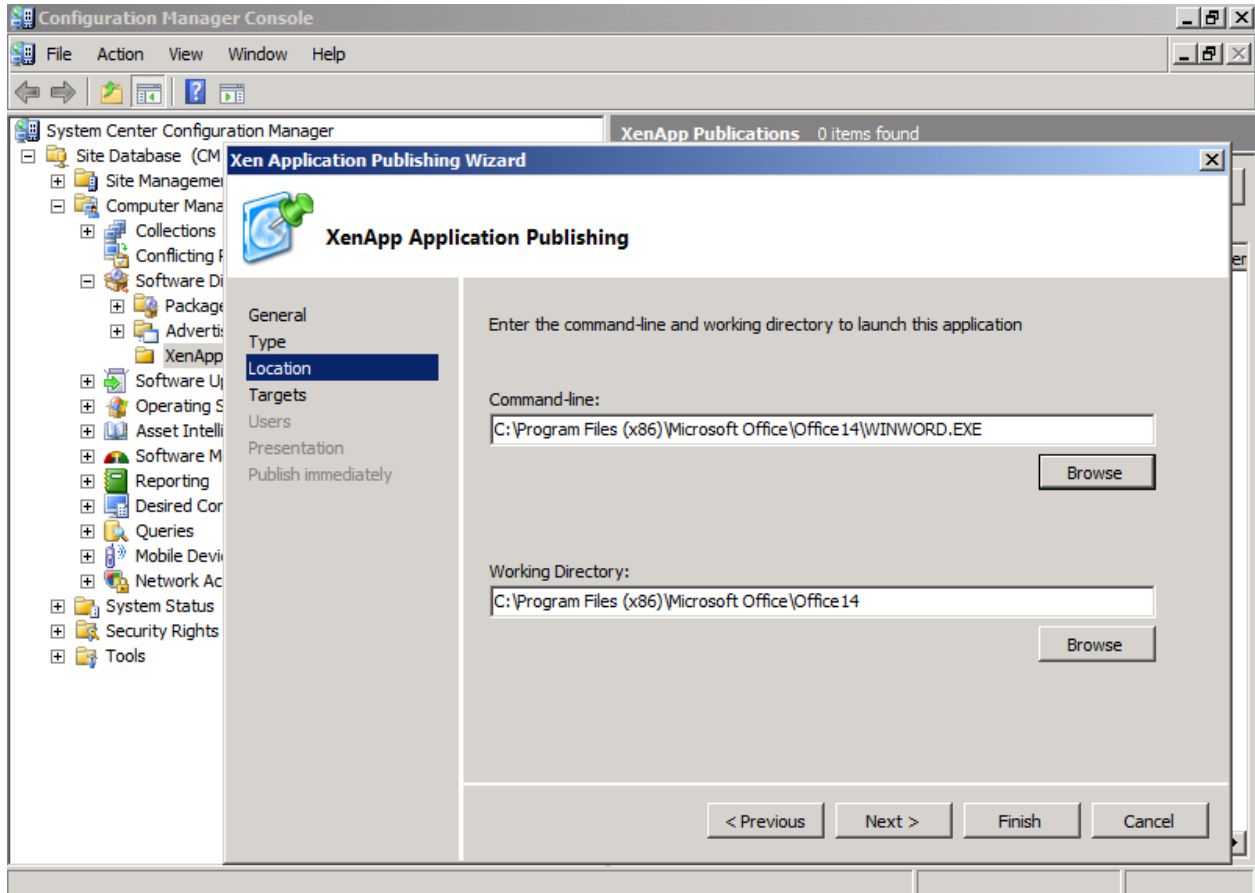 Configuration Manager Console
File Action View Window Help
System Center Configuration Manager
XenApp Publications 0 items found
Site Database (CM
Xen Application Publishing Wizard
Site Manageme
Computer Mana
Collections
XenApp Application Publishing
Conflicting
Software Di
er
Package
General
Enter the command-line and working directory to launch this application
Adverti
Type
XenApp
Location
Software U
Targets
Command-line:
Operating S
Users
C:\Program Files (x86)\Microsoft Office\Office14\WINWORD.EXE
Asset Intelli
Presentation
Software M
Publish immediately
Browse
Reporting
Desired Cor
Queries
Mobile Devi
Working Directory:
Network Ac
C:\Program Files (x86)\Microsoft Office\Office14
System Status
Security Rights
Browse
Tools
< Previous Next > Finish Cancel